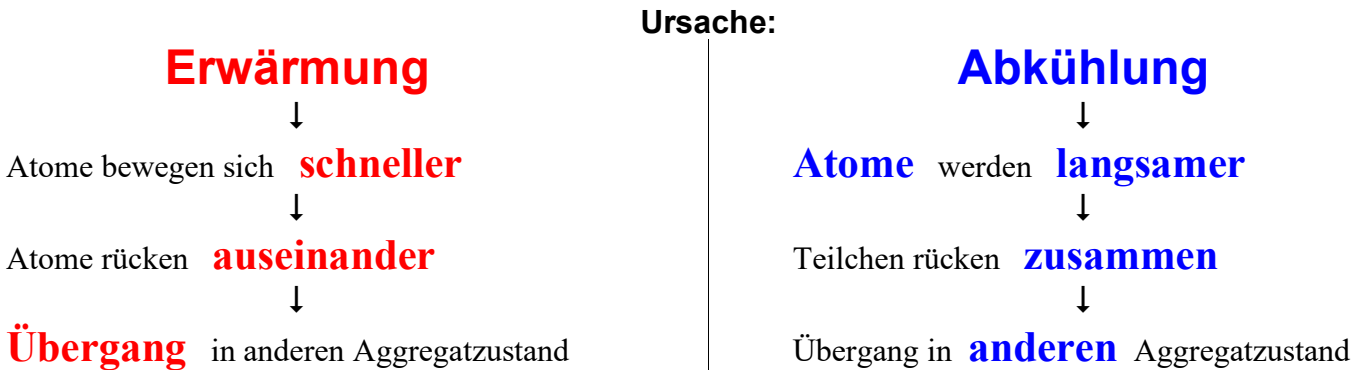 Ursache:
Erwärmung
↓
Atome bewegen sich schneller
↓
Atome rücken auseinander
↓
Übergang in anderen Aggregatzustand
Abkühlung
↓
Atome werden langsamer
↓
Teilchen rücken zusammen
↓
Übergang in anderen Aggregatzustand